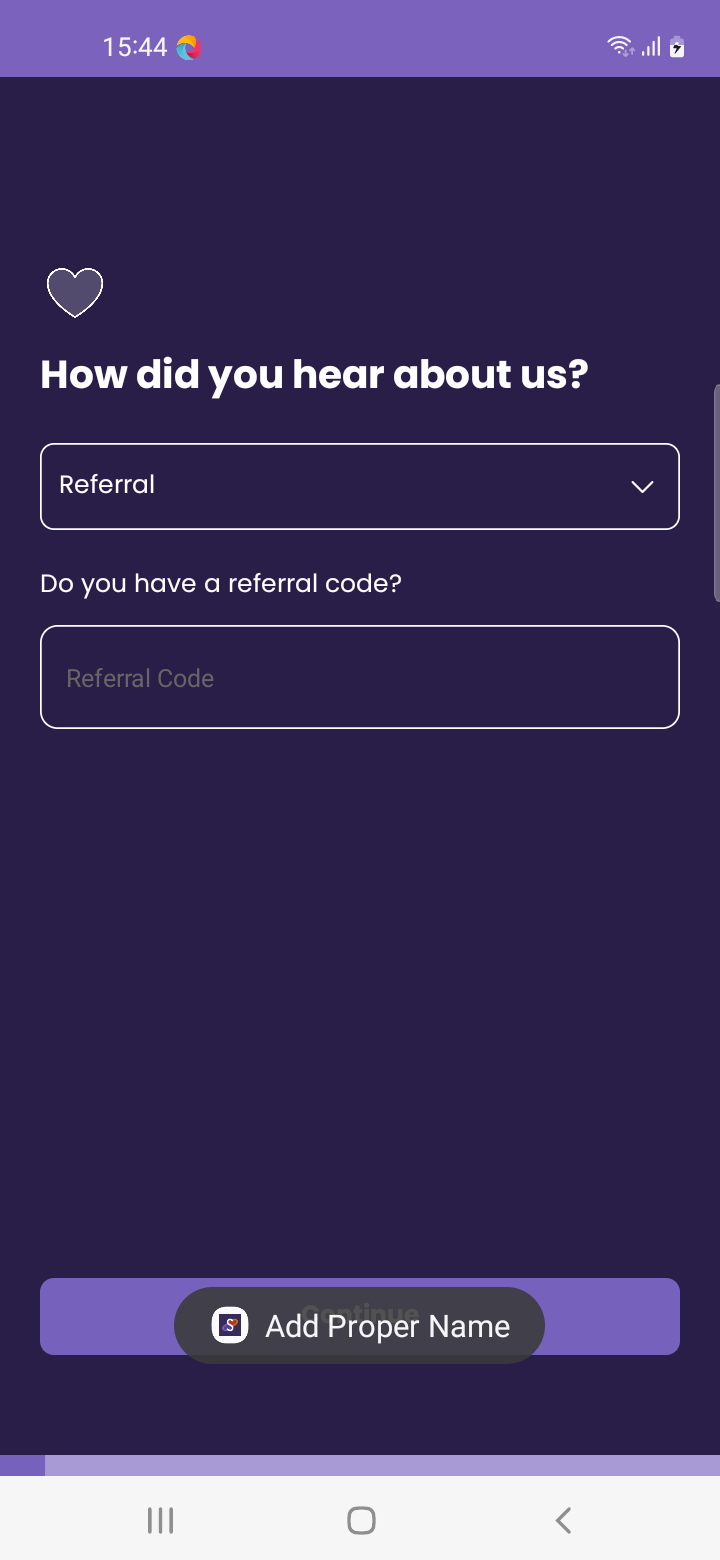 15:44
How did you hear about us?
Referral
Do you have a referral code?
Referral Code
Continue
Add Proper Name